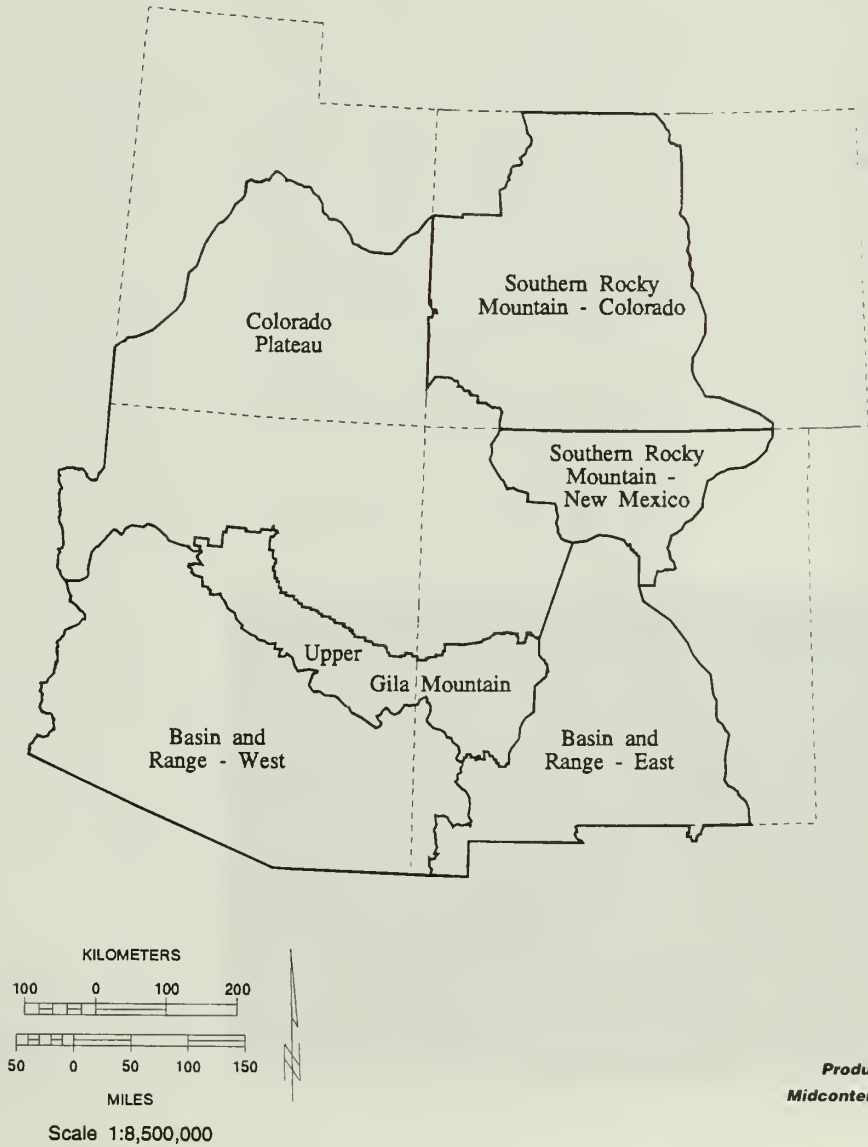 Southern Rocky
Mountain - Colorado
Colorado
Plateau
Southern Rocky
Mountain -
New Mexico
Upper
Gila Mountain
Basin and
Range - West
Basin and
Range - East
KILOMETERS
100 0 100 200
50 0 50 100 150
MILES
Scale 1:8,500,000
Produ
Midconten